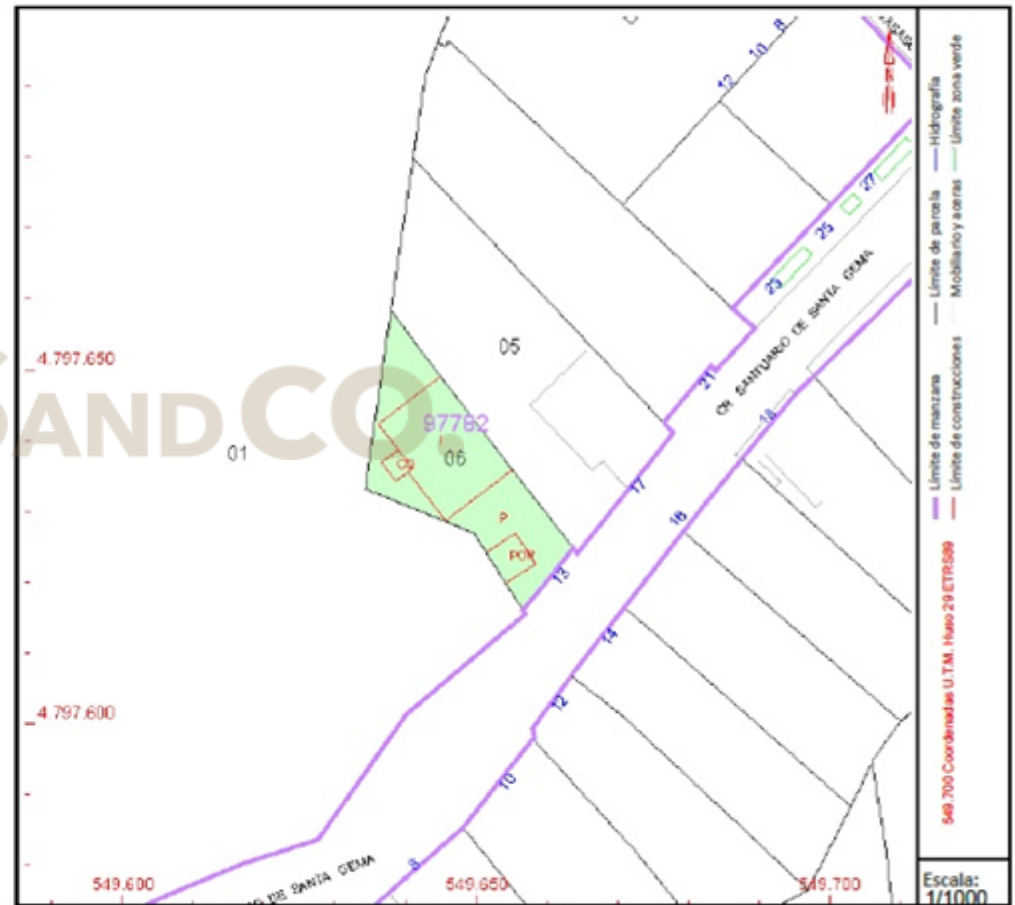 12 10 8
27
25
23
CR SANTUARIO DE SANTA GEMA
21
05
4.797.650
97782
01
06
CO
18
17
16
P
POR
13
14
12
10
8
4.797.600
DE SANTA GEMA
549.600
549.650
549.700
AND CO.
Límite de manzana
Límite de parcela
Hidrografía
Límite de construcciones
Mobiliario y aceras
Límite zona verde
549.700 Coordenadas U.T.M. Huso 29 ETRS89
Escala:
1/1000